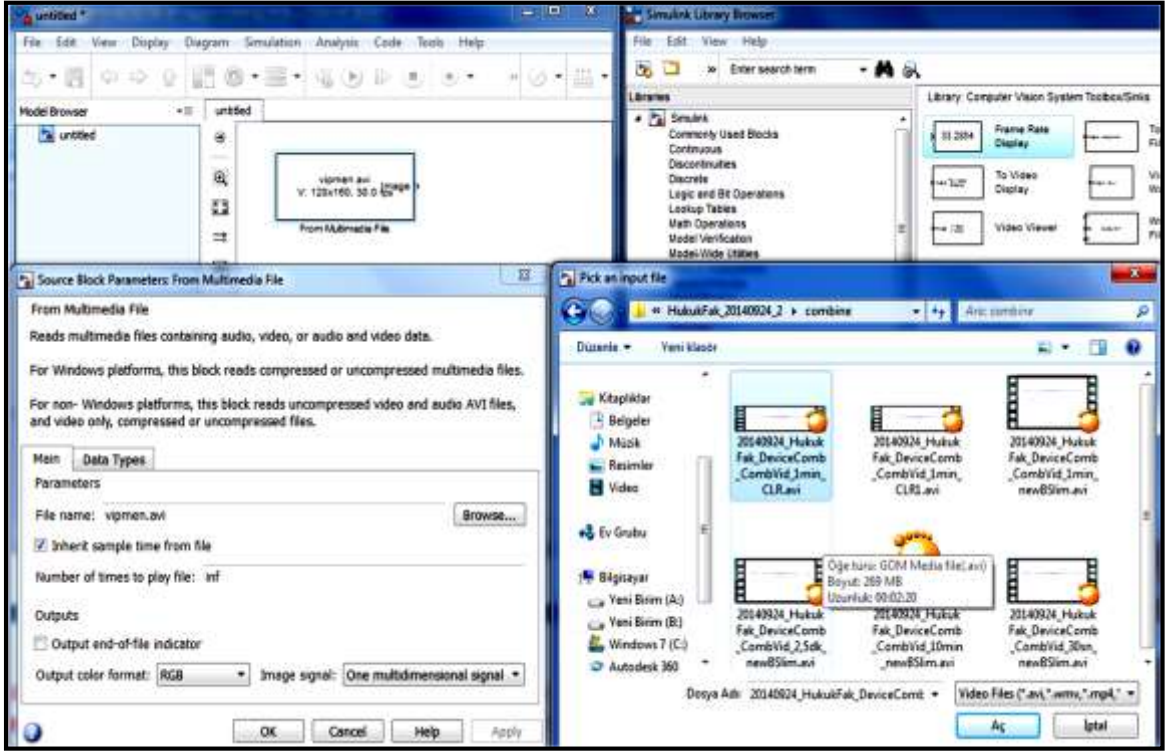 untitled *
File Edit View Display Diagram Simulation Analysis Code Tools Help
Model Browser
untitled
untitled
vipmen.avi
V: 120x160, 30.0
Image
From Multimedia File
Simulink Library Browser
File Edit View Help
Enter search term
Libraries
Simulink
Commonly Used Blocks
Continuous
Discontinuities
Discrete
Logic and Bit Operations
Lookup Tables
Math Operations
Model Verification
Model-Wide Utilities
Library: Computer Vision System Toolbox/Sinks
Frame Rate
Display
To Video
Display
Video Viewer
Source Block Parameters: From Multimedia File
From Multimedia File
Reads multimedia files containing audio, video, or audio and video data.
For Windows platforms, this block reads compressed or uncompressed multimedia files.
For non- Windows platforms, this block reads uncompressed video and audio AVI files,
and video only, compressed or uncompressed files.
Main Data Types
Parameters
File name: vipmen.avi Browse...
Inherit sample time from file
Number of times to play file: inf
Outputs
Output end-of-file indicator
Output color format: RGB Image signal: One multidimensional signal
OK Cancel Help Apply
Pick an input file
« HukukFak_20140924_2 ▸ combine
Ara: combine
Düzenle Yeni klasör
Kitaplıklar
Belgeler
Müzik
Resimler
Video
Ev Grubu
Bilgisayar
Yeni Birim (A:)
Yeni Birim (B:)
Windows 7 (C:)
Autodesk 360
20140924_Hukuk
Fak_DeviceComb
_CombVid_1min_
CLR.avi
20140924_Hukuk
Fak_DeviceComb
_CombVid_1min_
CLR1.avi
20140924_Hukuk
Fak_DeviceComb
_CombVid_1min_
newBSlim.avi
Öğe türü: GOM Media file(.avi)
Boyut: 269 MB
Uzunluk: 00:02:20
20140924_Hukuk
Fak_DeviceComb
_CombVid_2,5dk_
newBSlim.avi
20140924_Hukuk
Fak_DeviceComb
_CombVid_10min
_newBSlim.avi
20140924_Hukuk
Fak_DeviceComb
_CombVid_30sn_
newBSlim.avi
Dosya Adı: 20140924_HukukFak_DeviceComb
Video Files (*.avi,*.wmv,*.mp4,*
Aç İptal